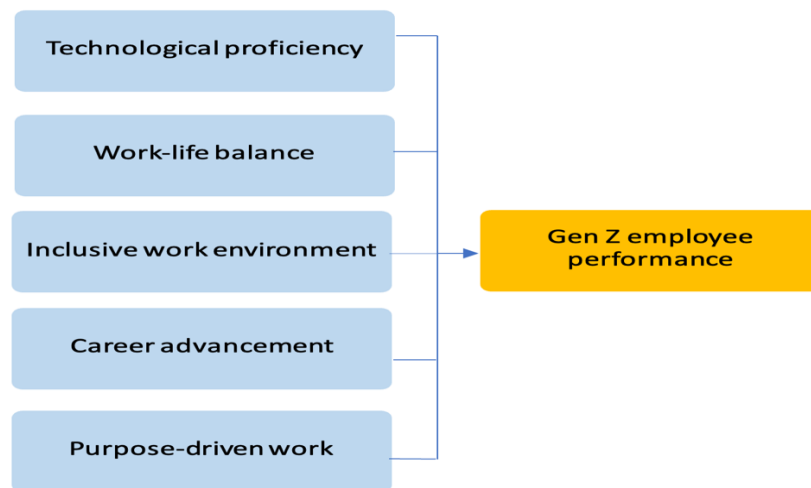 Technological proficiency
Work-life balance
Inclusive work environment
Gen Z employee
performance
Career advancement
Purpose-driven work